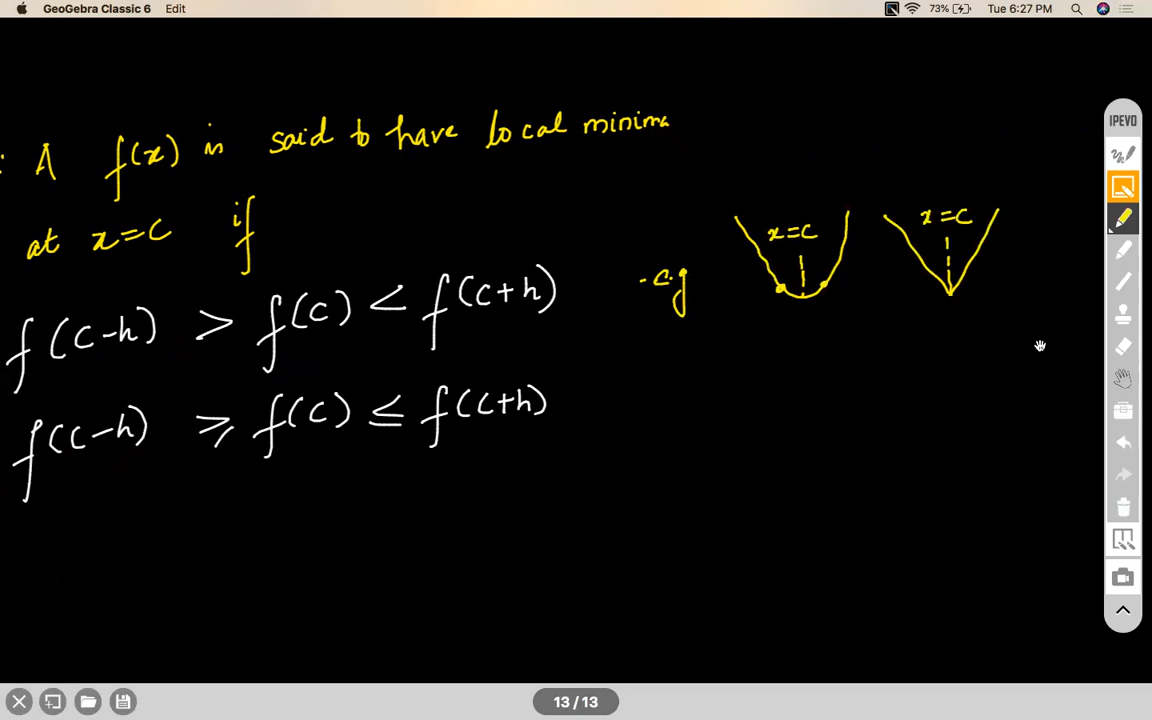 GeoGebra Classic 6 Edit 73% Tue 6:27 PM
IPEVO
: A f(x) is said to have local minima
at x=c if
f(c-h) > f(c) < f(c+h)
f(c-h) ≥ f(c) ≤ f(c+h)
e.g
x=c
x=c
13 / 13